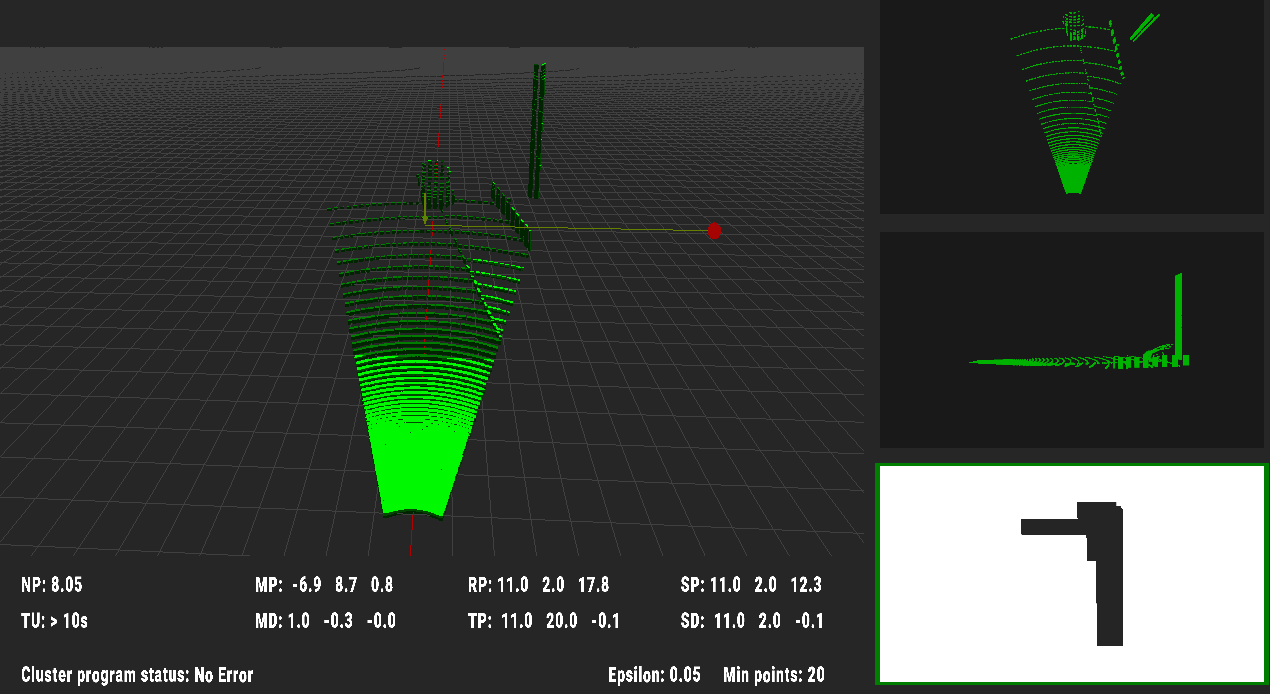 NP: 8.05 MP: -6.9 8.7 0.8 RP: 11.0 2.0 17.8 SP: 11.0 2.0 12.3
TU: > 10s MD: 1.0 -0.3 -0.0 TP: 11.0 20.0 -0.1 SD: 11.0 2.0 -0.1
Cluster program status: No Error Epsilon: 0.05 Min points: 20